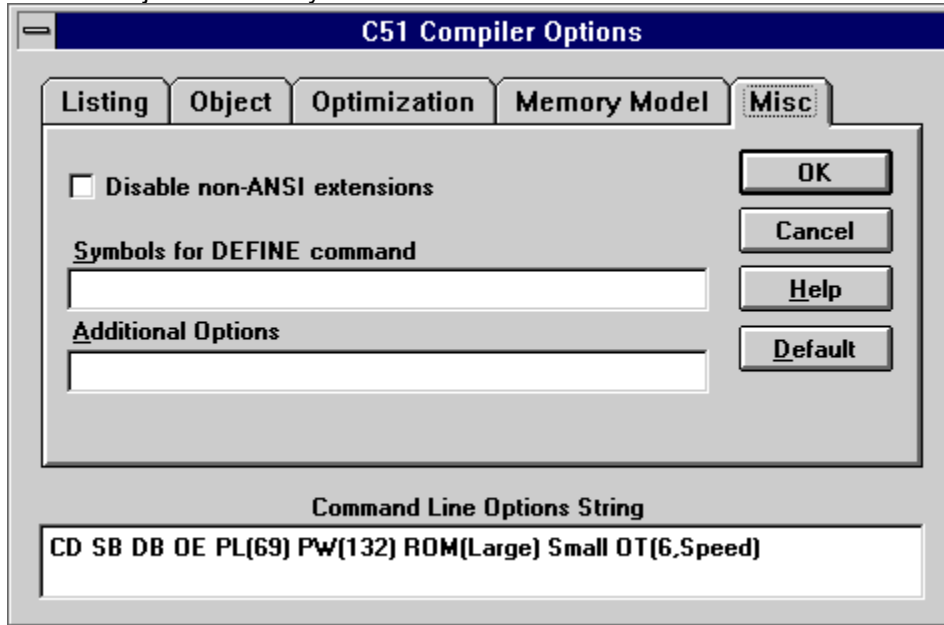 C51 Compiler Options
Listing Object Optimization Memory Model Misc
Disable non-ANSI extensions
OK
Symbols for DEFINE command
Cancel
Help
Additional Options
Default
Command Line Options String
CD SB DB OE PL(69) PW(132) ROM(Large) Small OT(6,Speed)